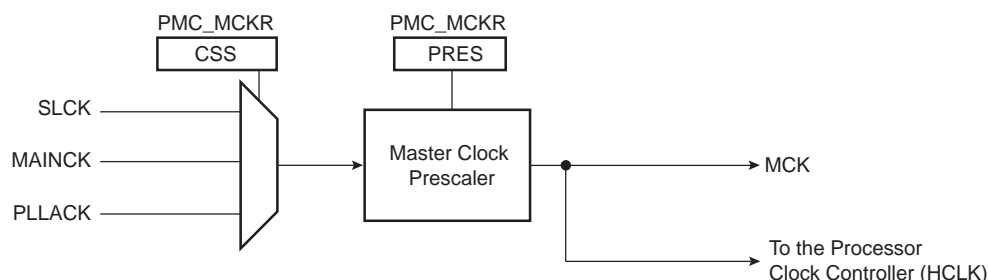 PMC_MCKR
PMC_MCKR
CSS
PRES
SLCK
MAINCK
PLLACK
Master Clock
Prescaler
MCK
To the Processor
Clock Controller (HCLK)